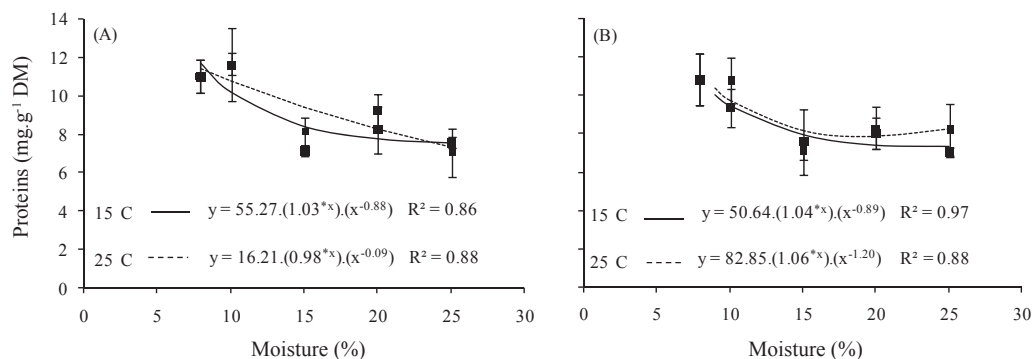 Proteins (mg.g⁻¹ DM)
14
12
10
8
6
4
2
0
(A)
15 C y = 55.27.(1.03*ˣ).(x⁻⁰·⁸⁸) R² = 0.86
25 C y = 16.21.(0.98*ˣ).(x⁻⁰·⁰⁹) R² = 0.88
0 5 10 15 20 25 30
Moisture (%)
(B)
15 C y = 50.64.(1.04*ˣ).(x⁻⁰·⁸⁹) R² = 0.97
25 C y = 82.85.(1.06*ˣ).(x⁻¹·²⁰) R² = 0.88
0 5 10 15 20 25 30
Moisture (%)